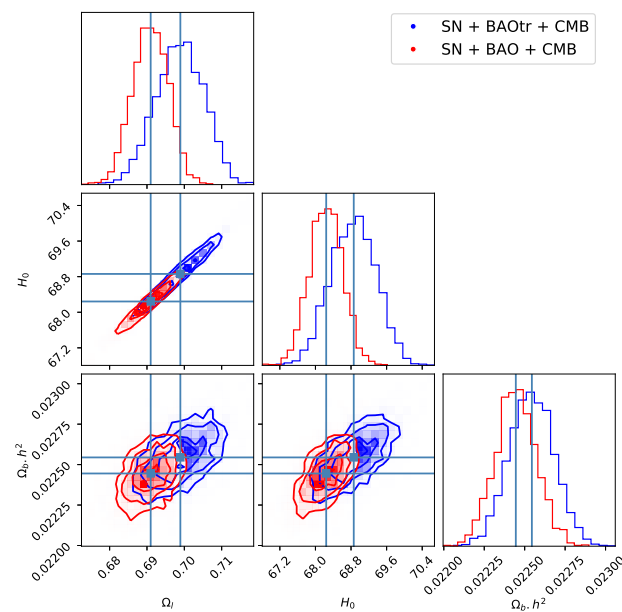 SN + BAOtr + CMB
SN + BAO + CMB
70.4
69.6
68.8
68.0
67.2
H₀
0.02300
0.02275
0.02250
0.02225
0.02200
Ω_b.h²
0.68 0.69 0.70 0.71
Ω_l
67.2 68.0 68.8 69.6 70.4
H₀
0.02200 0.02225 0.02250 0.02275 0.02300
Ω_b.h²